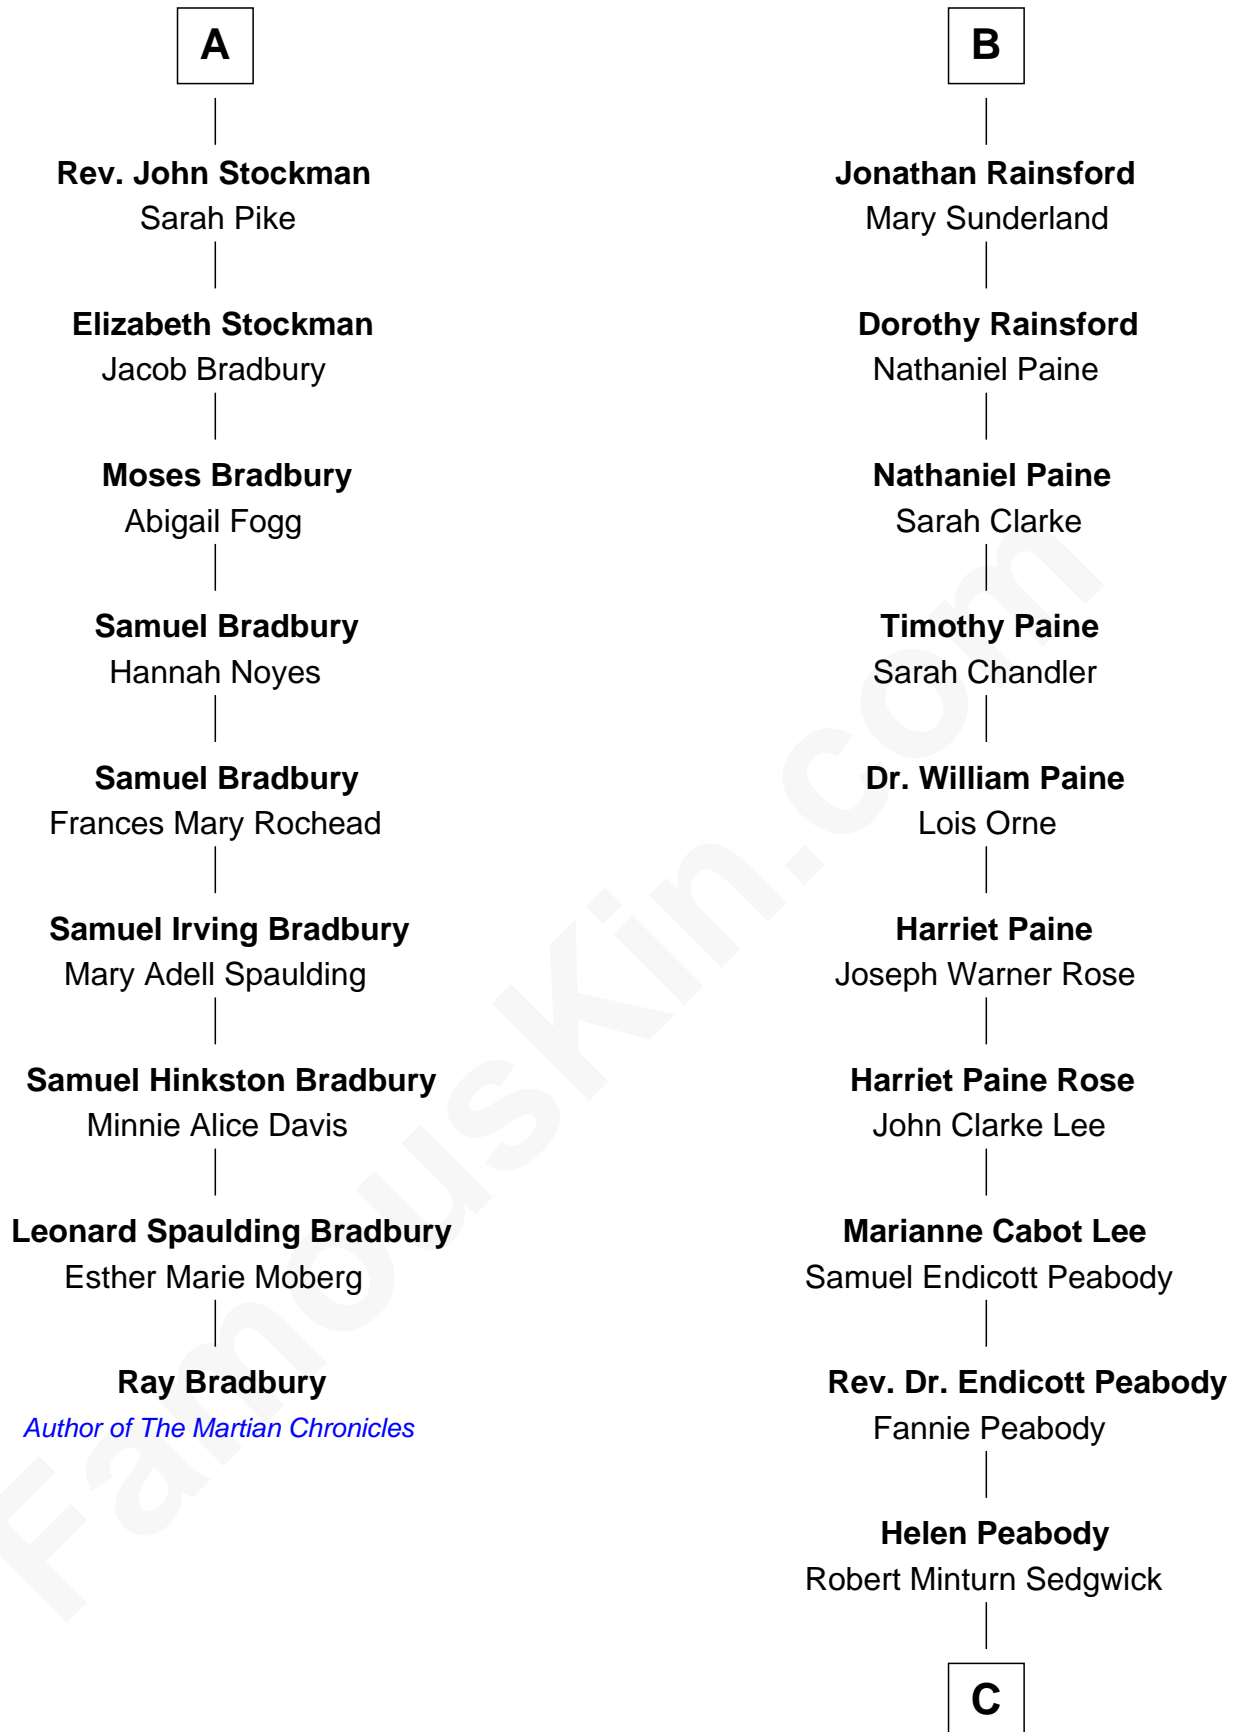 A
Rev. John Stockman
Sarah Pike
Elizabeth Stockman
Jacob Bradbury
Moses Bradbury
Abigail Fogg
Samuel Bradbury
Hannah Noyes
Samuel Bradbury
Frances Mary Rochead
Samuel Irving Bradbury
Mary Adell Spaulding
Samuel Hinkston Bradbury
Minnie Alice Davis
Leonard Spaulding Bradbury
Esther Marie Moberg
Ray Bradbury
Author of The Martian Chronicles
B
Jonathan Rainsford
Mary Sunderland
Dorothy Rainsford
Nathaniel Paine
Nathaniel Paine
Sarah Clarke
Timothy Paine
Sarah Chandler
Dr. William Paine
Lois Orne
Harriet Paine
Joseph Warner Rose
Harriet Paine Rose
John Clarke Lee
Marianne Cabot Lee
Samuel Endicott Peabody
Rev. Dr. Endicott Peabody
Fannie Peabody
Helen Peabody
Robert Minturn Sedgwick
C
FamousKin.com